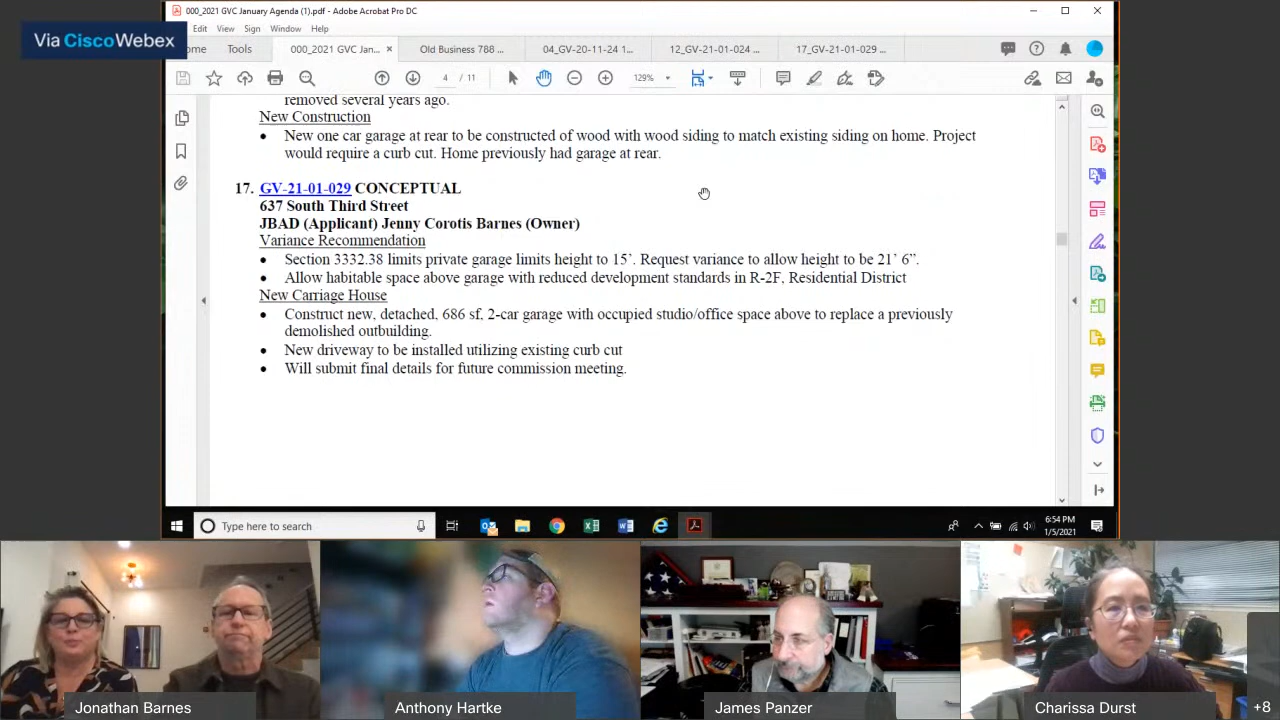 000_2021 GVC January Agenda (1).pdf - Adobe Acrobat Pro DC
Via CiscoWebex
Edit View Sign Window Help
ome Tools 000_2021 GVC Jan... × Old Business 788 ... 04_GV-20-11-24 1... 12_GV-21-01-024 ... 17_GV-21-01-029 ...
4 / 11 129%
removed several years ago.
New Construction
• New one car garage at rear to be constructed of wood with wood siding to match existing siding on home. Project
would require a curb cut. Home previously had garage at rear.
17. GV-21-01-029 CONCEPTUAL
637 South Third Street
JBAD (Applicant) Jenny Corotis Barnes (Owner)
Variance Recommendation
• Section 3332.38 limits private garage limits height to 15’. Request variance to allow height to be 21’ 6”.
• Allow habitable space above garage with reduced development standards in R-2F, Residential District
New Carriage House
• Construct new, detached, 686 sf, 2-car garage with occupied studio/office space above to replace a previously
demolished outbuilding.
• New driveway to be installed utilizing existing curb cut
• Will submit final details for future commission meeting.
Type here to search
6:54 PM
1/5/2021
Jonathan Barnes
Anthony Hartke
James Panzer
Charissa Durst
+8